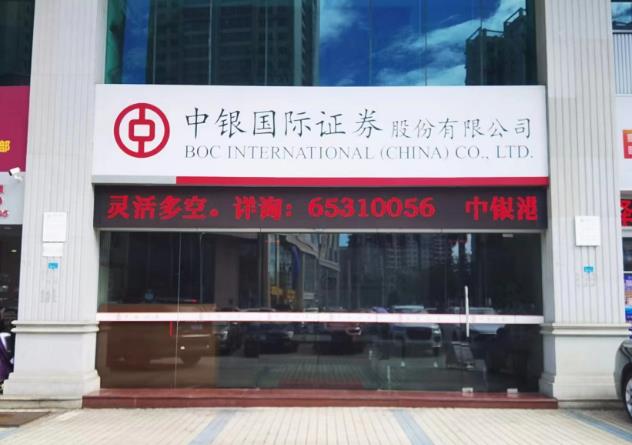 中银国际证券 股份有限公司
BOC INTERNATIONAL (CHINA) CO., LTD.
灵活多空。详询：65310056 中银港
部